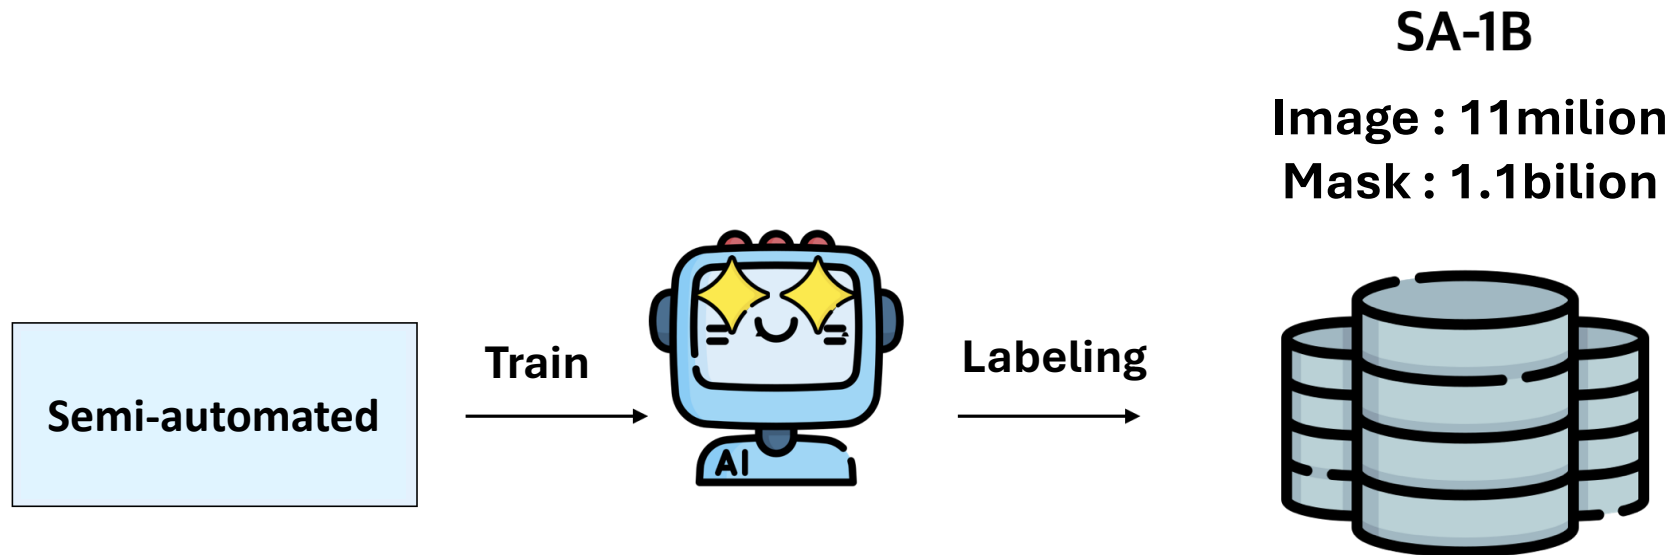 SA-1B
Image : 11milion
Mask : 1.1bilion
Semi-automated
Train
AI
Labeling